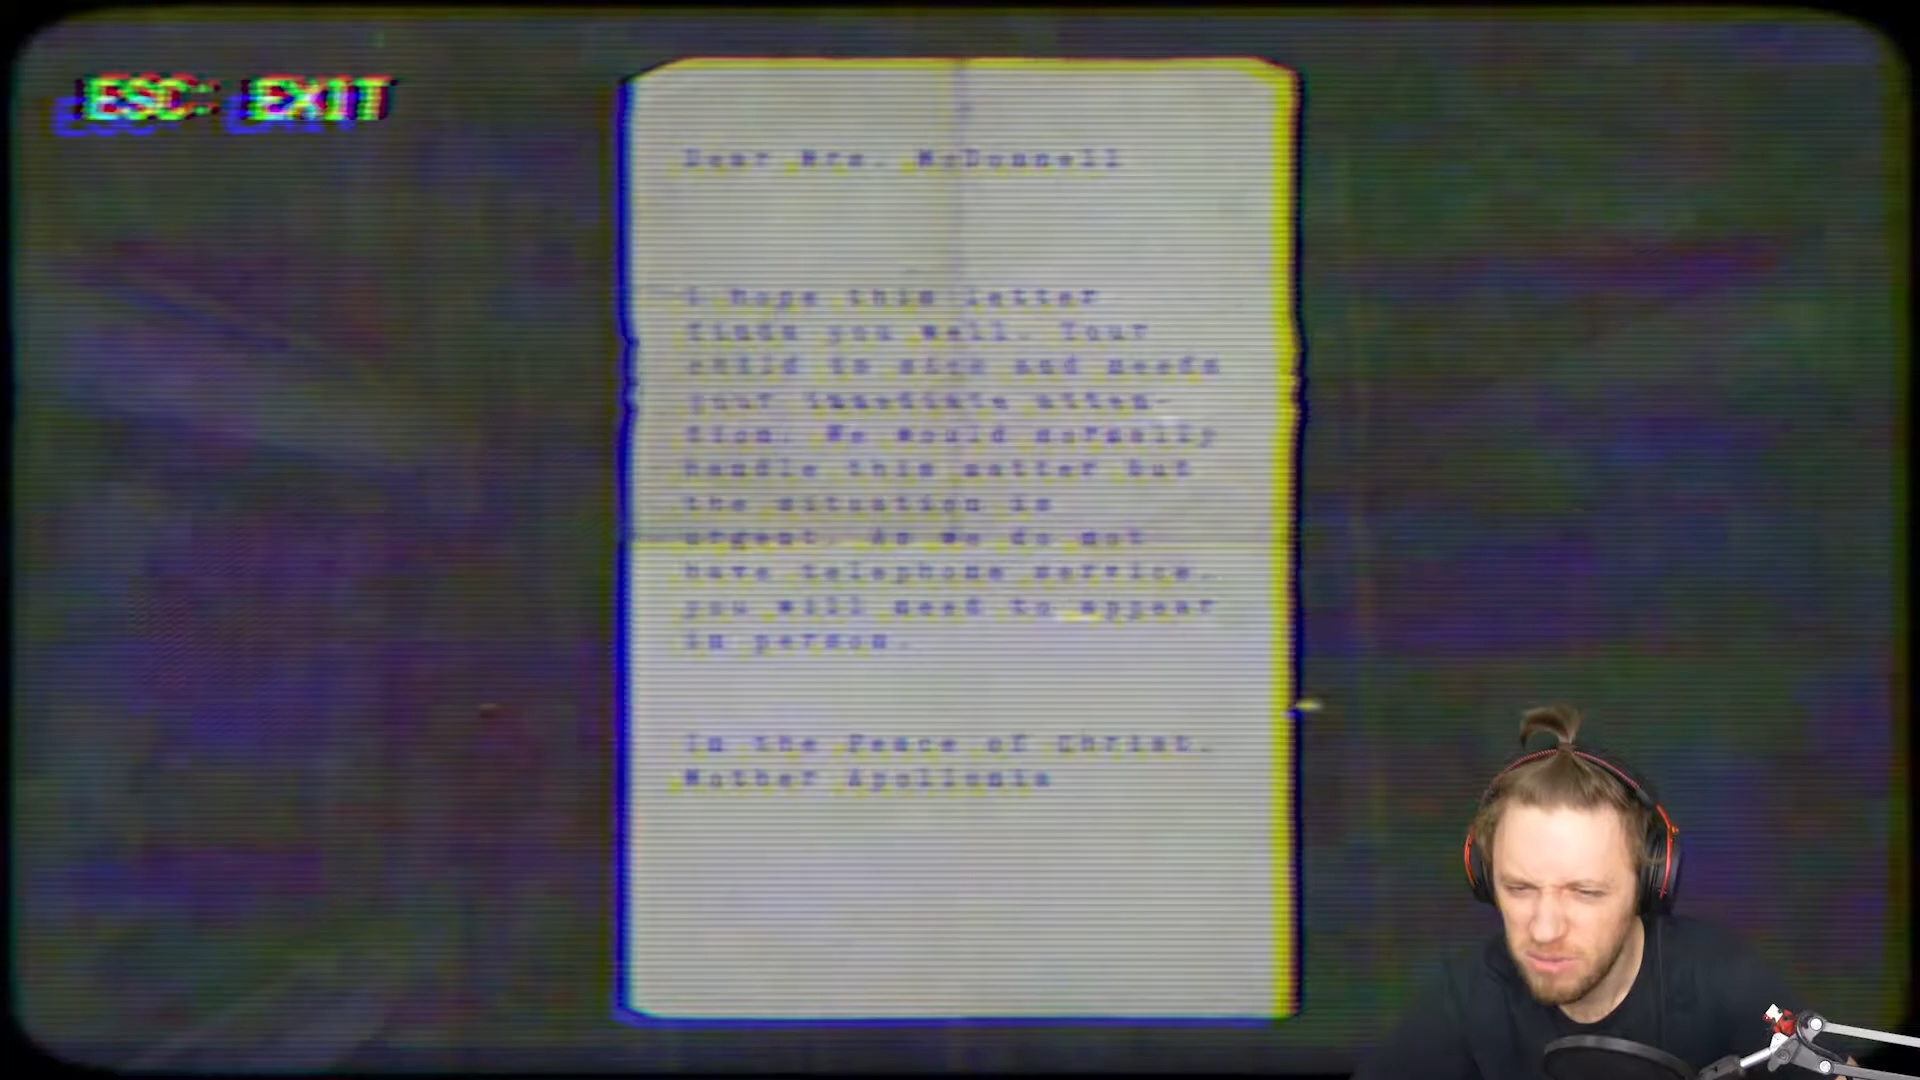 ESC: EXIT
Dear Mrs. McDonnell
I hope this letter
finds you well. Your
child is sick and needs
your immediate atten-
tion. We would normally
handle this matter but
the situation is
urgent. As we do not
have telephone service,
you will need to appear
in person.
In the Peace of Christ,
Mother Apollonia